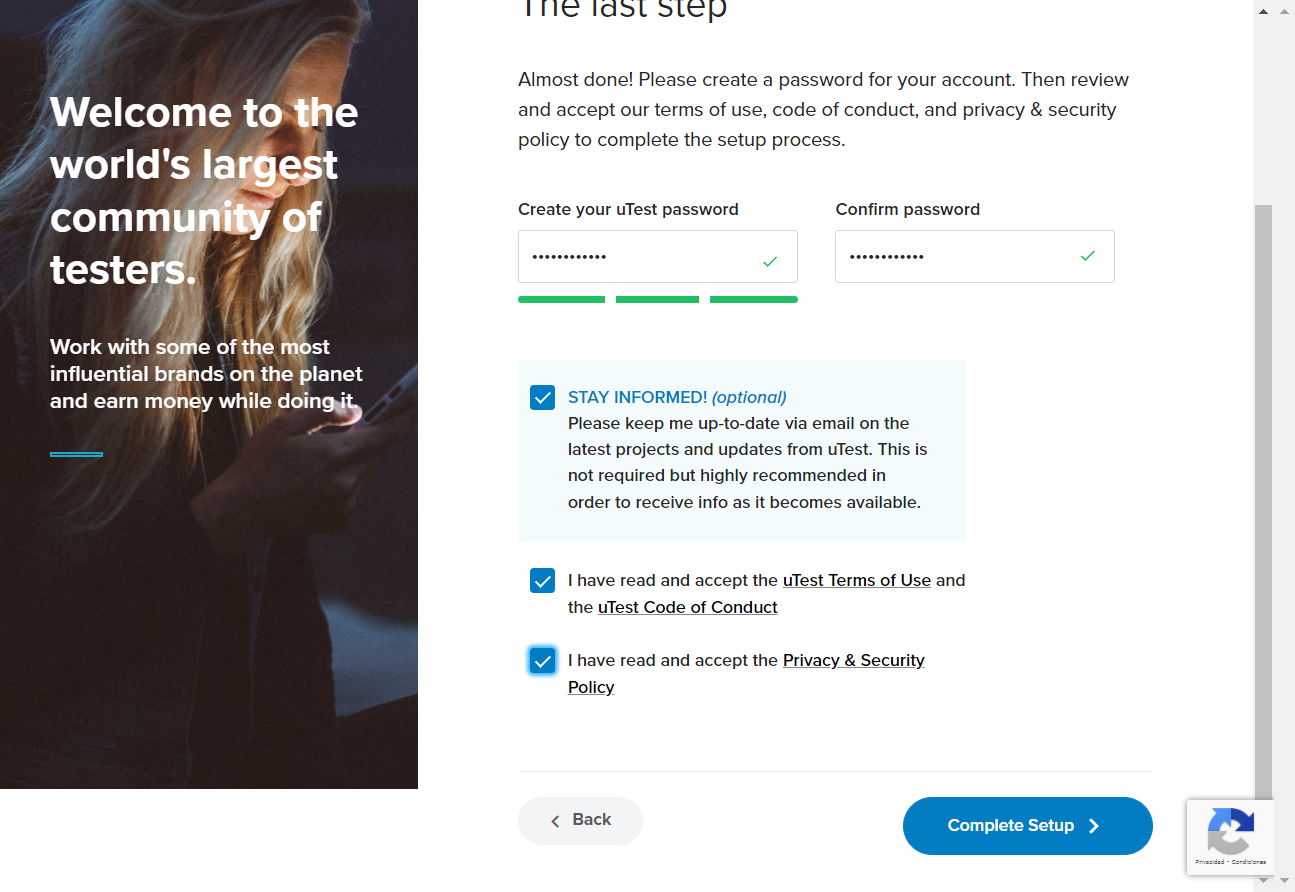 The last step
Welcome to the
world's largest
community of
testers.
Work with some of the most
influential brands on the planet
and earn money while doing it.
Almost done! Please create a password for your account. Then review
and accept our terms of use, code of conduct, and privacy & security
policy to complete the setup process.
Create your uTest password
Confirm password
••••••••••••
••••••••••••
STAY INFORMED! (optional)
Please keep me up-to-date via email on the
latest projects and updates from uTest. This is
not required but highly recommended in
order to receive info as it becomes available.
I have read and accept the uTest Terms of Use and
the uTest Code of Conduct
I have read and accept the Privacy & Security
Policy
Back
Complete Setup
Privacidad - Condiciones